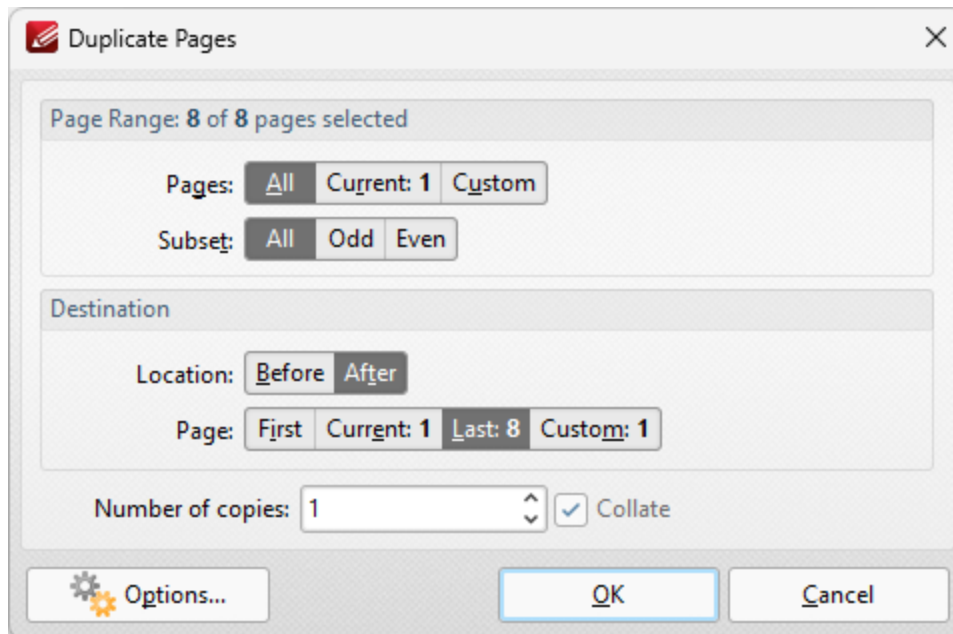 Duplicate Pages
Page Range: 8 of 8 pages selected
Pages: All Current: 1 Custom
Subset: All Odd Even
Destination
Location: Before After
Page: First Current: 1 Last: 8 Custom: 1
Number of copies: 1 Collate
Options... OK Cancel